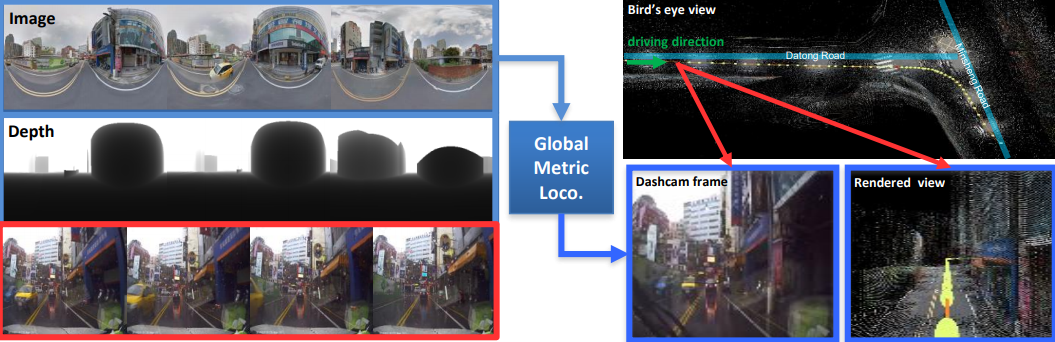 Image
Depth
Global
Metric
Loco.
Bird's eye view
driving direction
Datong Road
Minsheng Road
Dashcam frame
Rendered view